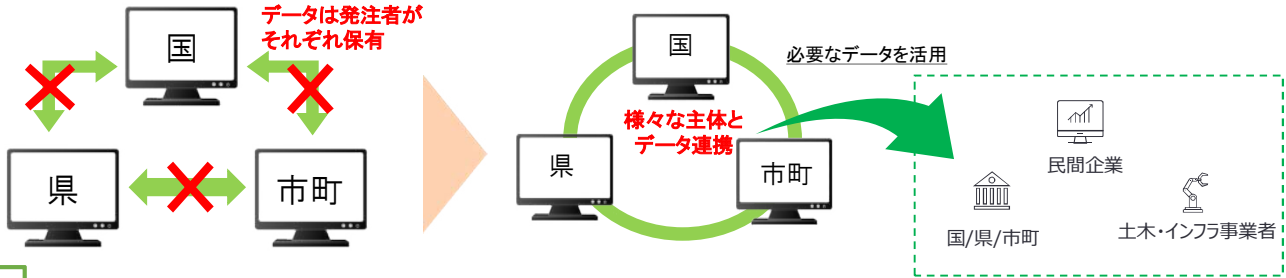 データは発注者が
それぞれ保有
国
県
市町
国
県
市町
様々な主体と
データ連携
必要なデータを活用
民間企業
国/県/市町
土木・インフラ事業者